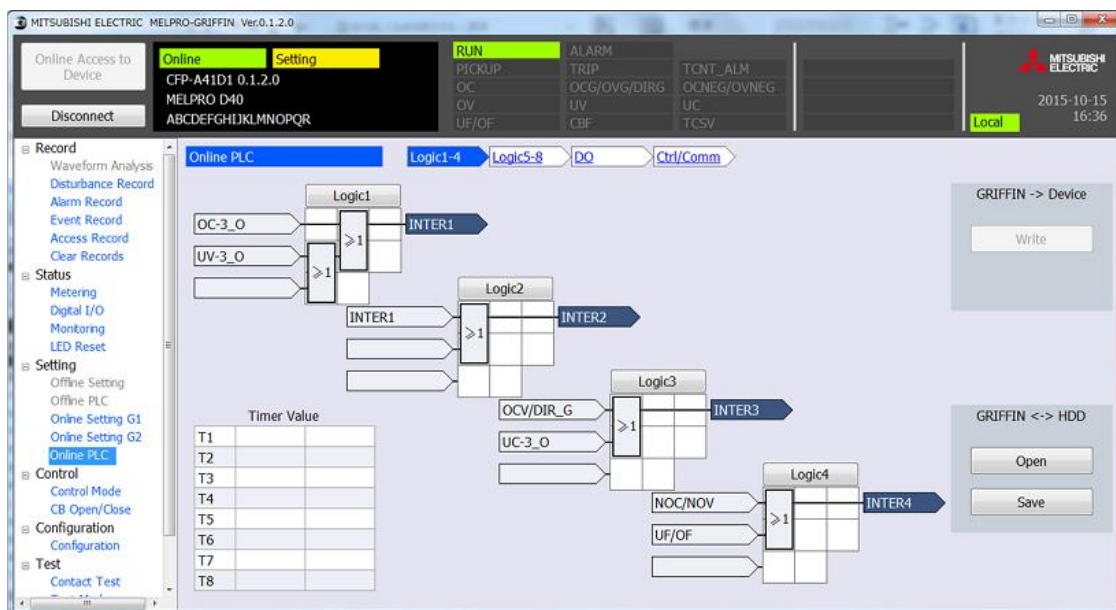 MITSUBISHI ELECTRIC MELPRO-GRIFFIN Ver.0.1.2.0
Online Access to
Device
Disconnect
Online Setting
CFP-A41D1 0.1.2.0
MELPRO D40
ABCDEFGHIJKLMNOPQR
RUN ALARM
PICKUP TRIP TCNT_ALM
OC OCG/OVG/DIRG OCNEG/OVNEG
OV UV UC
UF/OF CBF TCSV
MITSUBISHI
ELECTRIC
2015-10-15
16:36
Local
Record
Waveform Analysis
Disturbance Record
Alarm Record
Event Record
Access Record
Clear Records
Status
Metering
Digital I/O
Monitoring
LED Reset
Setting
Offline Setting
Offline PLC
Online Setting G1
Online Setting G2
Online PLC
Control
Control Mode
CB Open/Close
Configuration
Configuration
Test
Contact Test
Online PLC
Logic1-4 Logic5-8 DO Ctrl/Comm
Logic1
OC-3_O ≥1 INTER1
UV-3_O ≥1
Logic2
INTER1 ≥1 INTER2
Logic3
OCV/DIR_G ≥1 INTER3
UC-3_O
Logic4
NOC/NOV ≥1 INTER4
UF/OF
Timer Value
T1
T2
T3
T4
T5
T6
T7
T8
GRIFFIN -> Device
Write
GRIFFIN <-> HDD
Open
Save